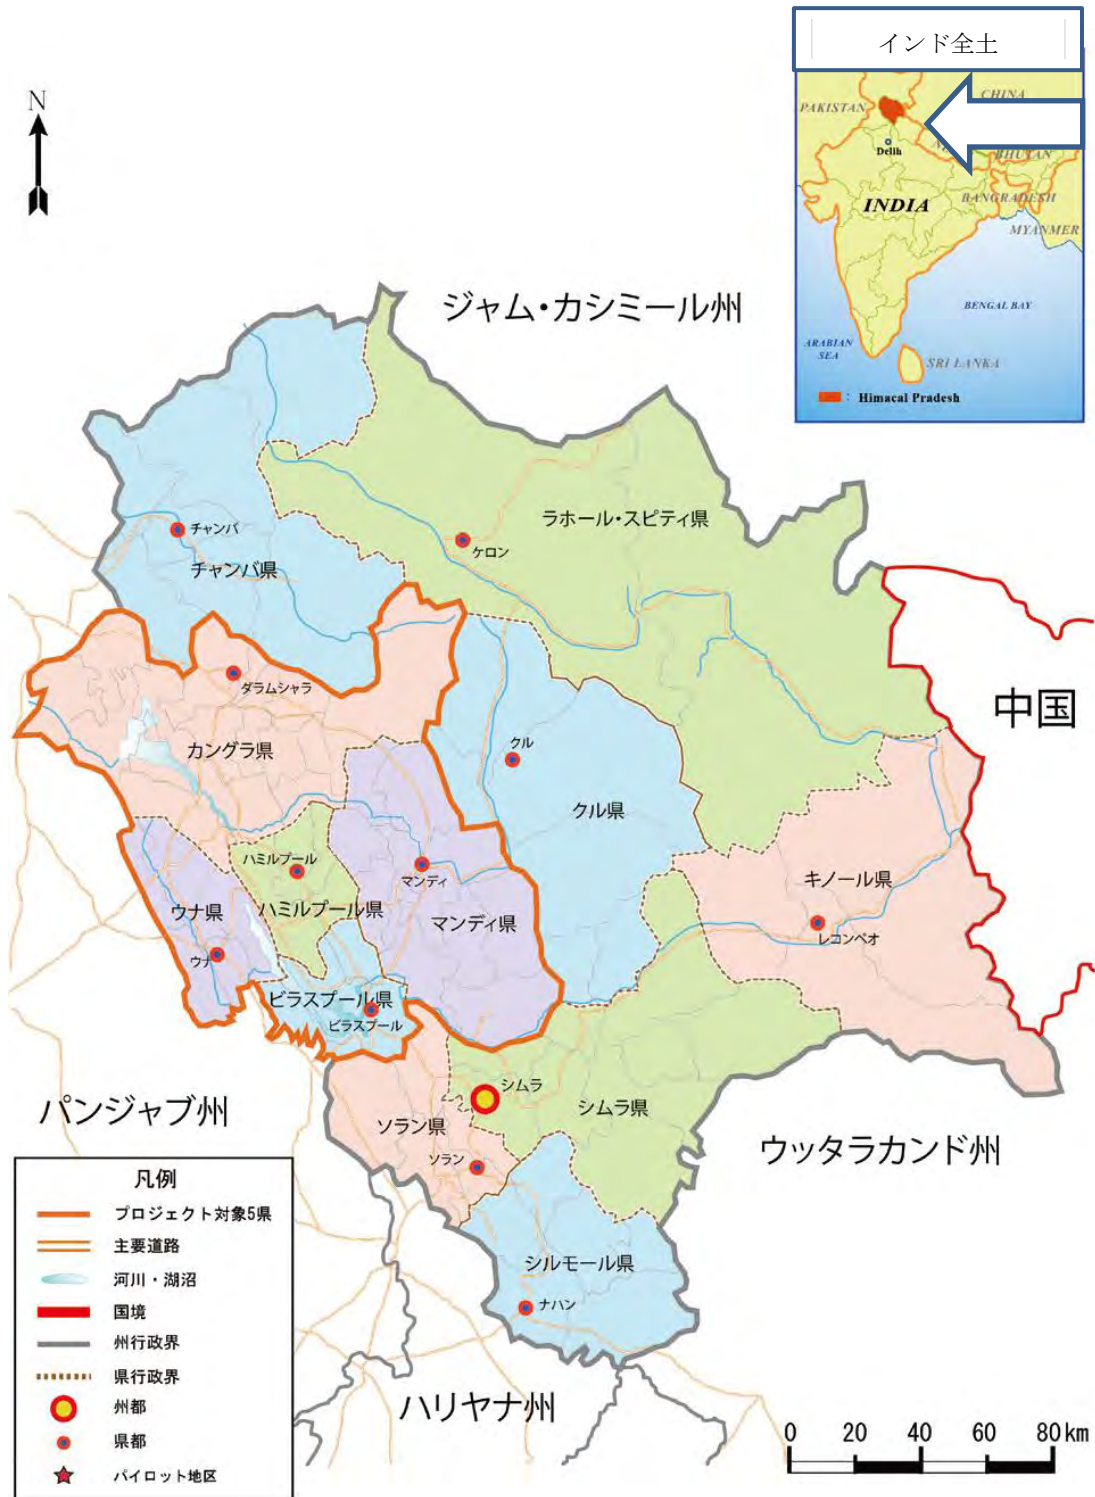 インド全土
N
CHINA
PAKISTAN
Delih
BHUTAN
INDIA
BANGRADESH
MYANMER
BENGAL BAY
ARABIAN
SEA
SRI LANKA
: Himacal Pradesh
ジャム・カシミール州
ラホール・スピティ県
チャンバ
ケロン
チャンバ県
ダラムシャラ
中国
カングラ県
クル
クル県
ハミルプール
マンディ
キノール県
ハミルプール県
ウナ県
マンディ県
レコンペオ
ウナ
ビラスプール県
ビラスプール
シムラ
シムラ県
パンジャブ州
ソラン県
ウッタラカンド州
ソラン
シルモール県
ナハン
ハリヤナ州
凡例
プロジェクト対象5県
主要道路
河川・湖沼
国境
州行政界
県行政界
州都
県都
パイロット地区
0 20 40 60 80km